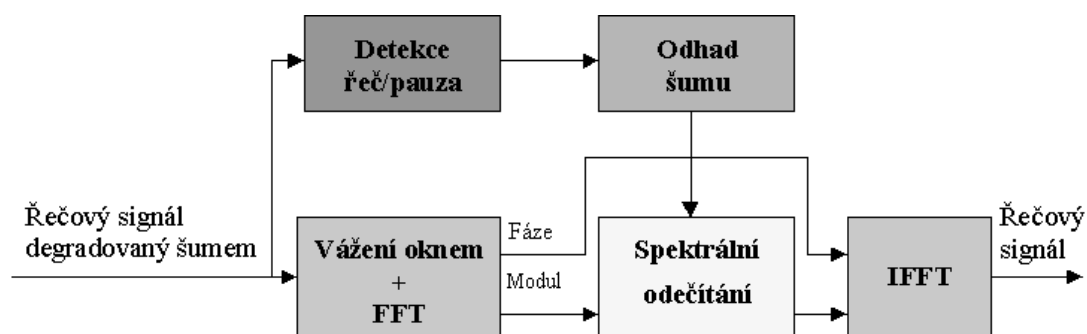 Detekce
řeč/pauza
Odhad
šumu
Řečový signál
degradovaný šumem
Vážení oknem
+
FFT
Fáze
Modul
Spektrální
odečítání
IFFT
Řečový
signál